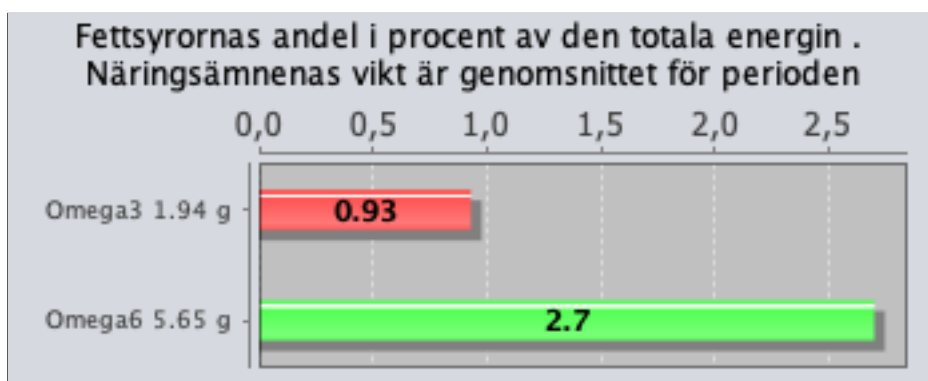 Fettsyrornas andel i procent av den totala energin .
Näringsämnenas vikt är genomsnittet för perioden
0,0 0,5 1,0 1,5 2,0 2,5
Omega3 1.94 g 0.93
Omega6 5.65 g 2.7